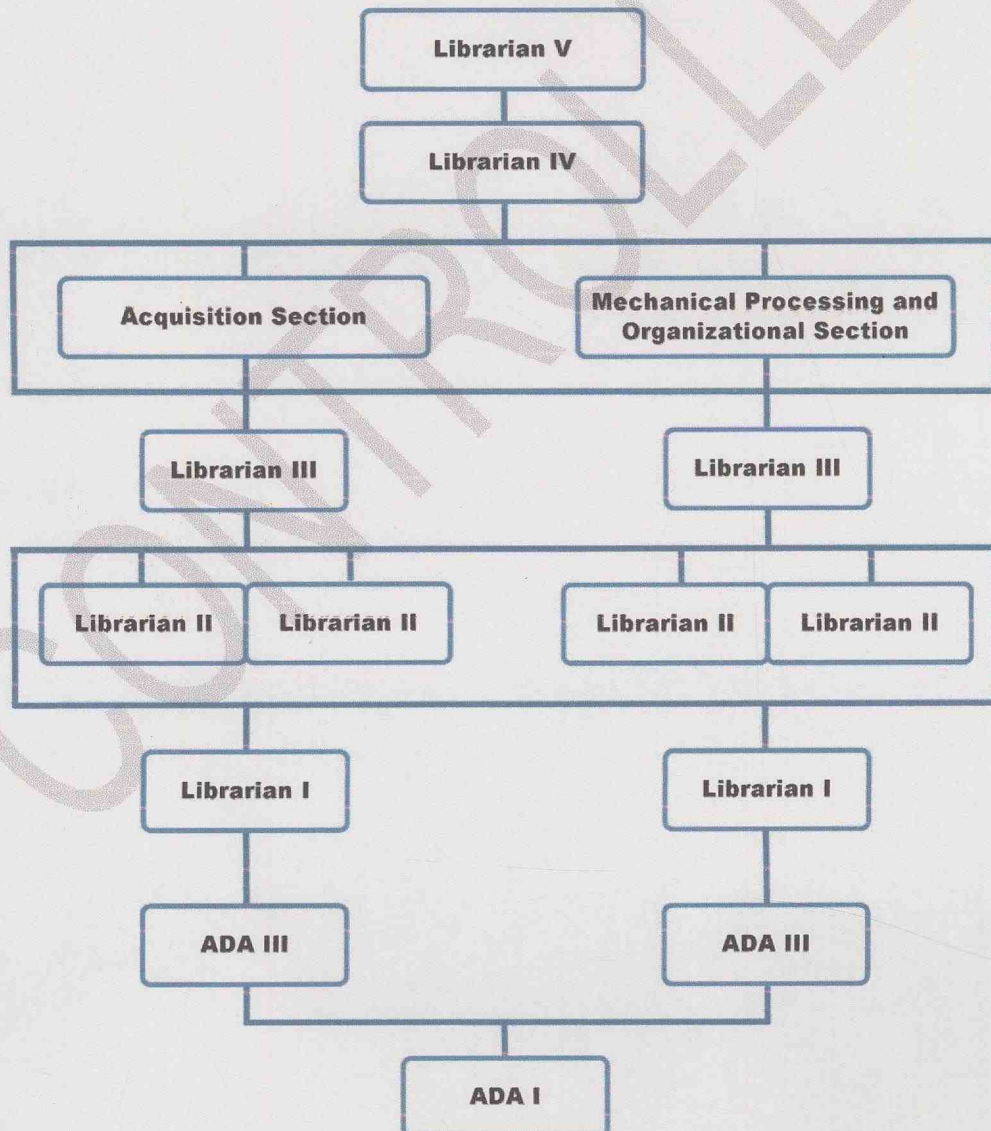 Librarian V
Librarian IV
Acquisition Section
Mechanical Processing and
Organizational Section
Librarian III
Librarian III
Librarian II
Librarian II
Librarian II
Librarian II
Librarian I
Librarian I
ADA III
ADA III
ADA I
CONTROLLE